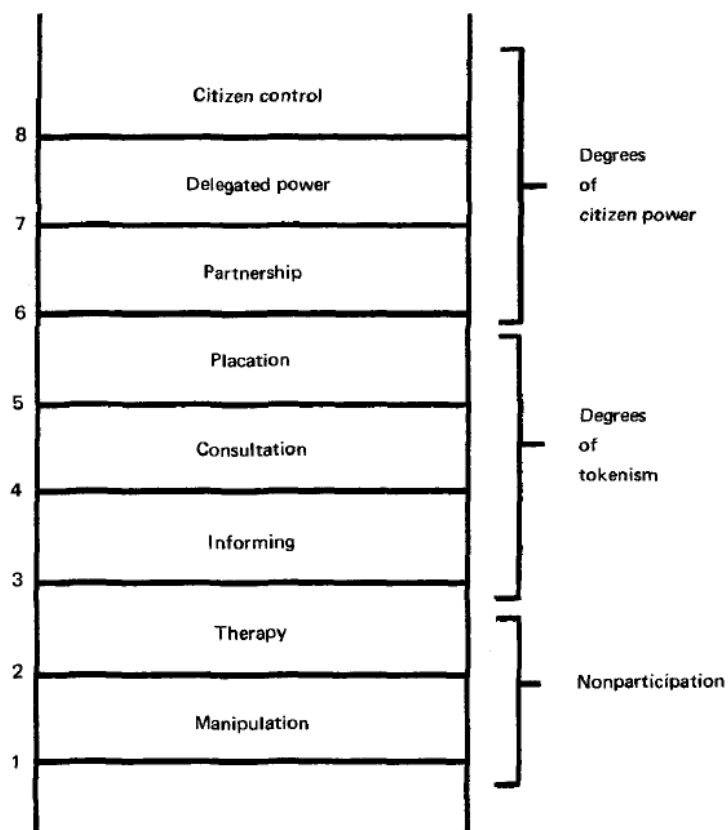 Citizen control
8
Delegated power
7
Partnership
6
Placation
5
Consultation
4
Informing
3
Therapy
2
Manipulation
1
Degrees
of
citizen power
Degrees
of
tokenism
Nonparticipation